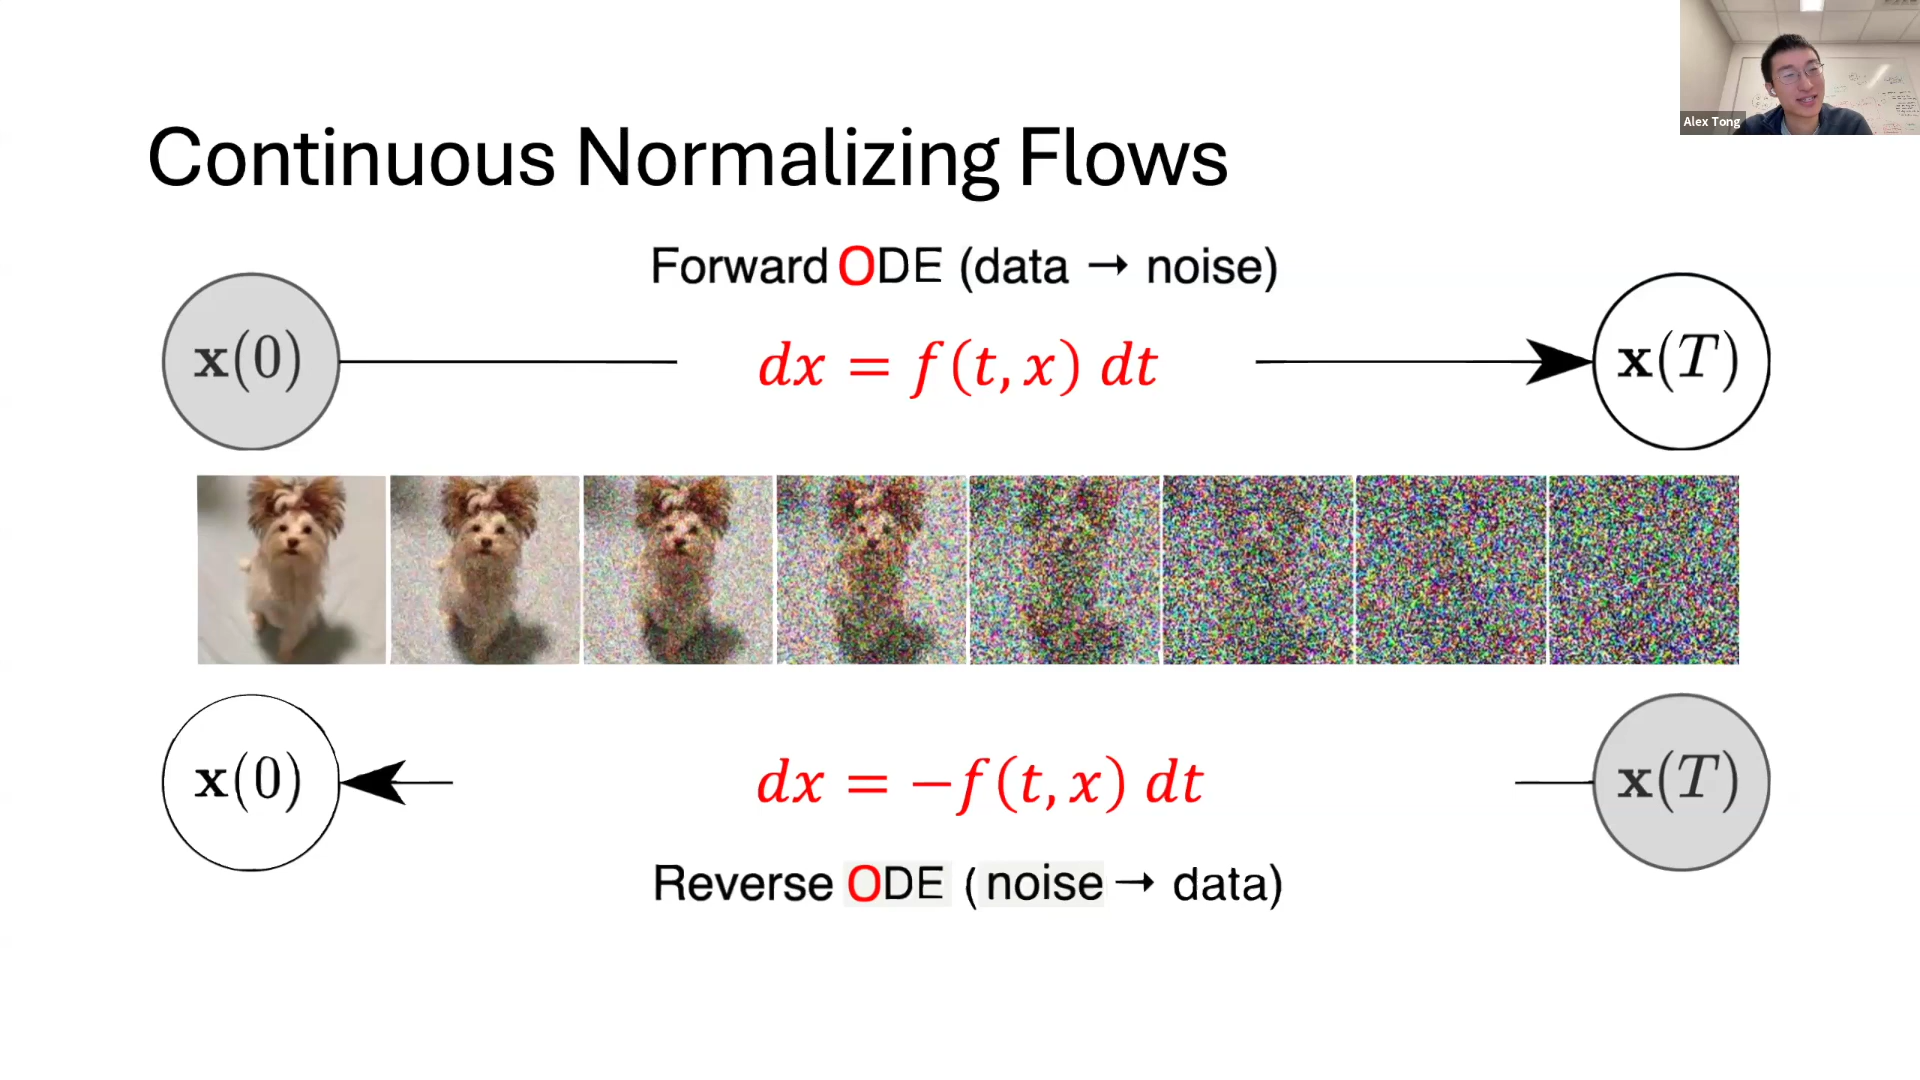 Alex Tong
Continuous Normalizing Flows
Forward ODE (data → noise)
x(0) dx = f(t, x) dt x(T)
x(0) dx = −f(t, x) dt x(T)
Reverse ODE (noise → data)